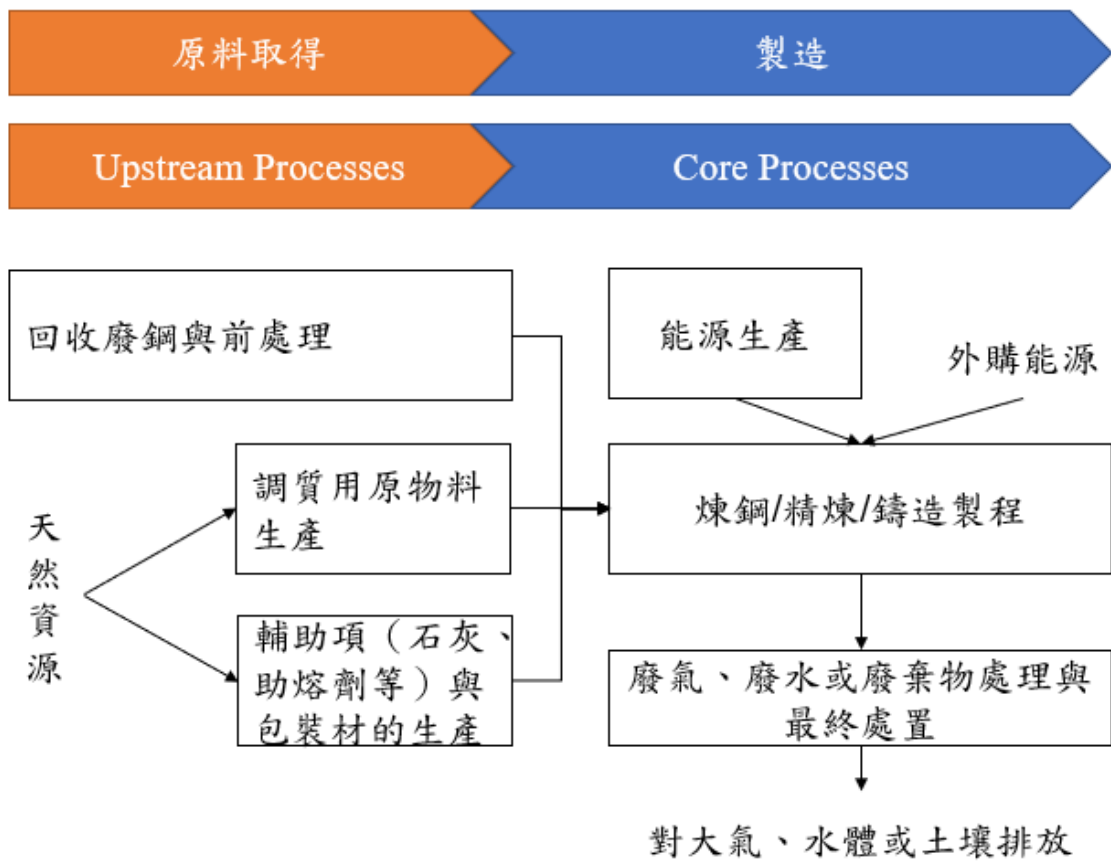 原料取得
製造
Upstream Processes
Core Processes
回收廢鋼與前處理
能源生產
外購能源
天然資源
調質用原物料
生產
煉鋼/精煉/鑄造製程
輔助項（石灰、
助熔劑等）與
包裝材的生產
廢氣、廢水或廢棄物處理與
最終處置
對大氣、水體或土壤排放